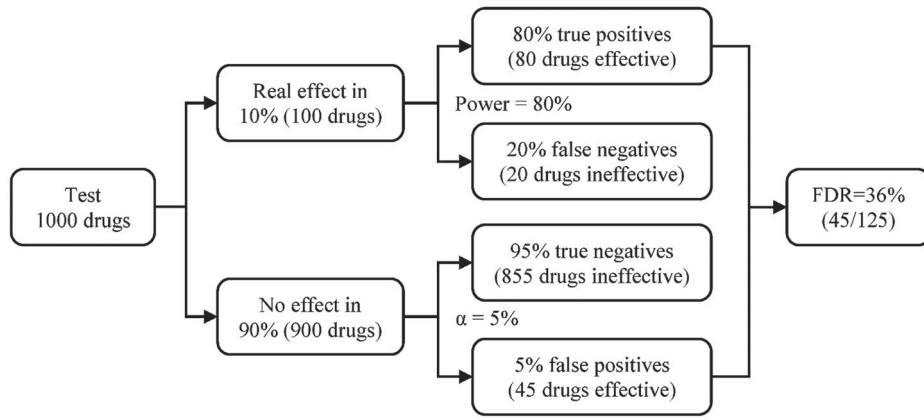 Test
1000 drugs
Real effect in
10% (100 drugs)
No effect in
90% (900 drugs)
80% true positives
(80 drugs effective)
Power = 80%
20% false negatives
(20 drugs ineffective)
95% true negatives
(855 drugs ineffective)
α = 5%
5% false positives
(45 drugs effective)
FDR=36%
(45/125)